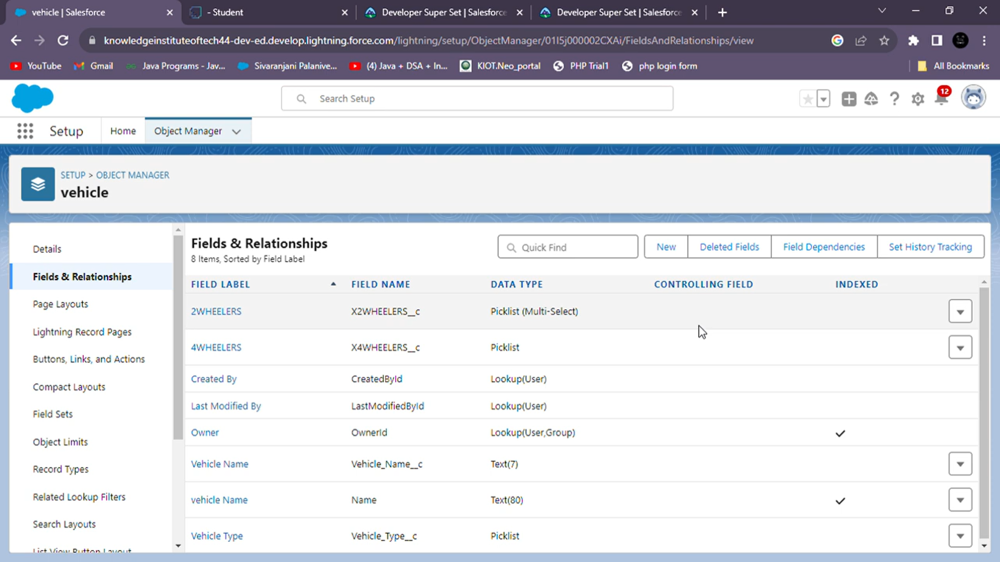 vehicle | Salesforce
- Student
Developer Super Set | Salesforce
Developer Super Set | Salesforce
knowledgeinstituteoftech44-dev-ed.develop.lightning.force.com/lightning/setup/ObjectManager/01I5j000002CXAi/FieldsAndRelationships/view
YouTube
Gmail
Java Programs - Jav...
Sivaranjani Palanive...
(4) Java + DSA + In...
KIOT.Neo_portal
PHP Trial1
php login form
All Bookmarks
Search Setup
12
Setup
Home
Object Manager
SETUP > OBJECT MANAGER
vehicle
Details
Fields & Relationships
Page Layouts
Lightning Record Pages
Buttons, Links, and Actions
Compact Layouts
Field Sets
Object Limits
Record Types
Related Lookup Filters
Search Layouts
List View Button Layout
Fields & Relationships
8 Items, Sorted by Field Label
Quick Find
New
Deleted Fields
Field Dependencies
Set History Tracking
FIELD LABEL FIELD NAME DATA TYPE CONTROLLING FIELD INDEXED
2WHEELERS X2WHEELERS__c Picklist (Multi-Select)
4WHEELERS X4WHEELERS__c Picklist
Created By CreatedById Lookup(User)
Last Modified By LastModifiedById Lookup(User)
Owner OwnerId Lookup(User,Group)
Vehicle Name Vehicle_Name__c Text(7)
vehicle Name Name Text(80)
Vehicle Type Vehicle_Type__c Picklist